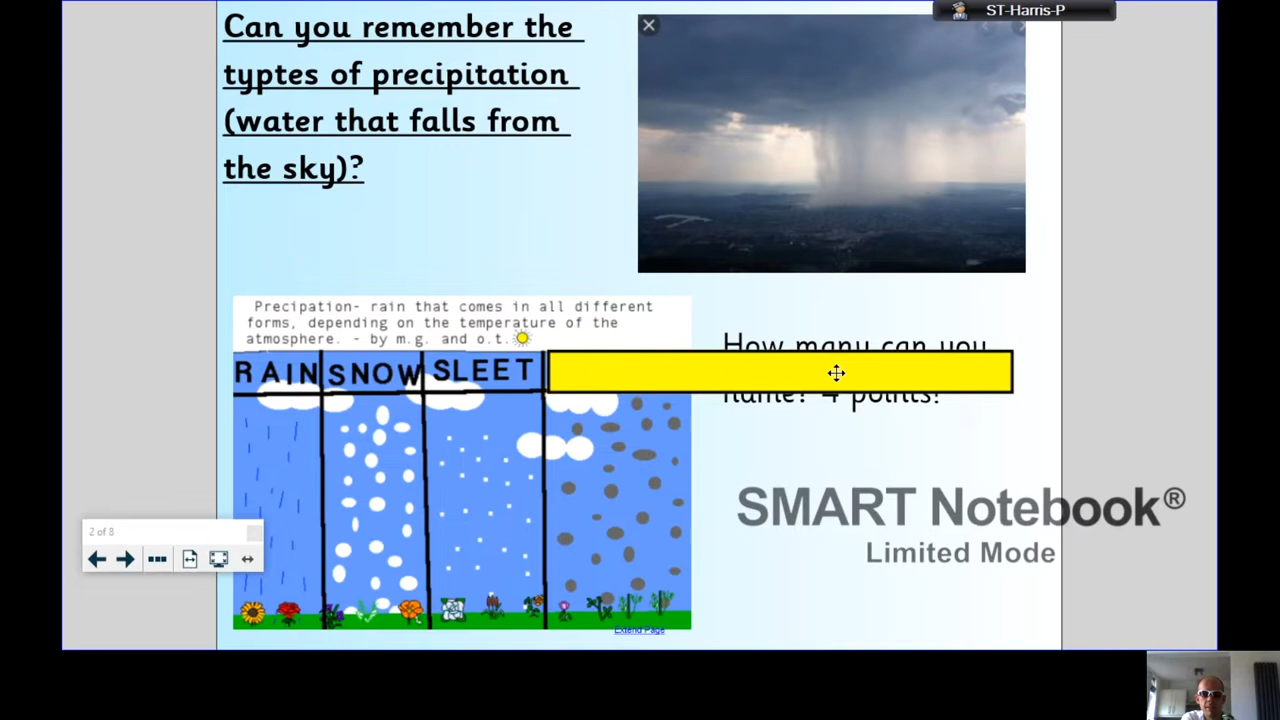 ST-Harris-P
Can you remember the
typtes of precipitation
(water that falls from
the sky)?
Precipation- rain that comes in all different
forms, depending on the temperature of the
atmosphere. - by m.g. and o.t.
RAIN SNOW SLEET
How many can you
name? 4 points!
SMART Notebook®
Limited Mode
2 of 8
Extend Page